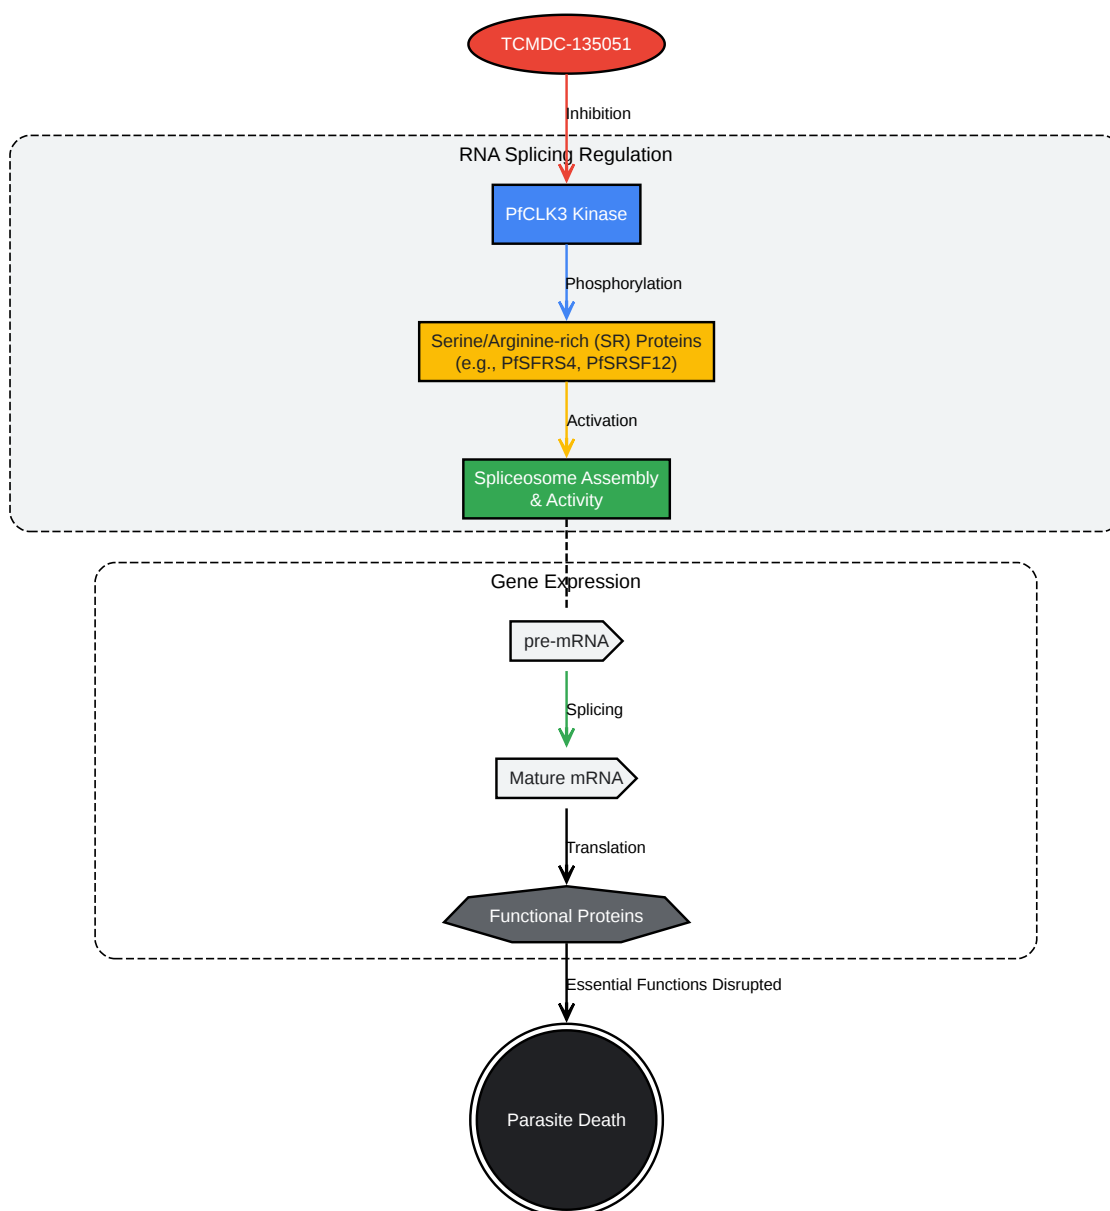 TCMDC-135051
Inhibition
RNA Splicing Regulation
PfCLK3 Kinase
Phosphorylation
Serine/Arginine-rich (SR) Proteins
(e.g., PfSFRS4, PfSRSF12)
Activation
Spliceosome Assembly
& Activity
Gene Expression
pre-mRNA
Splicing
Mature mRNA
Translation
Functional Proteins
Essential Functions Disrupted
Parasite Death